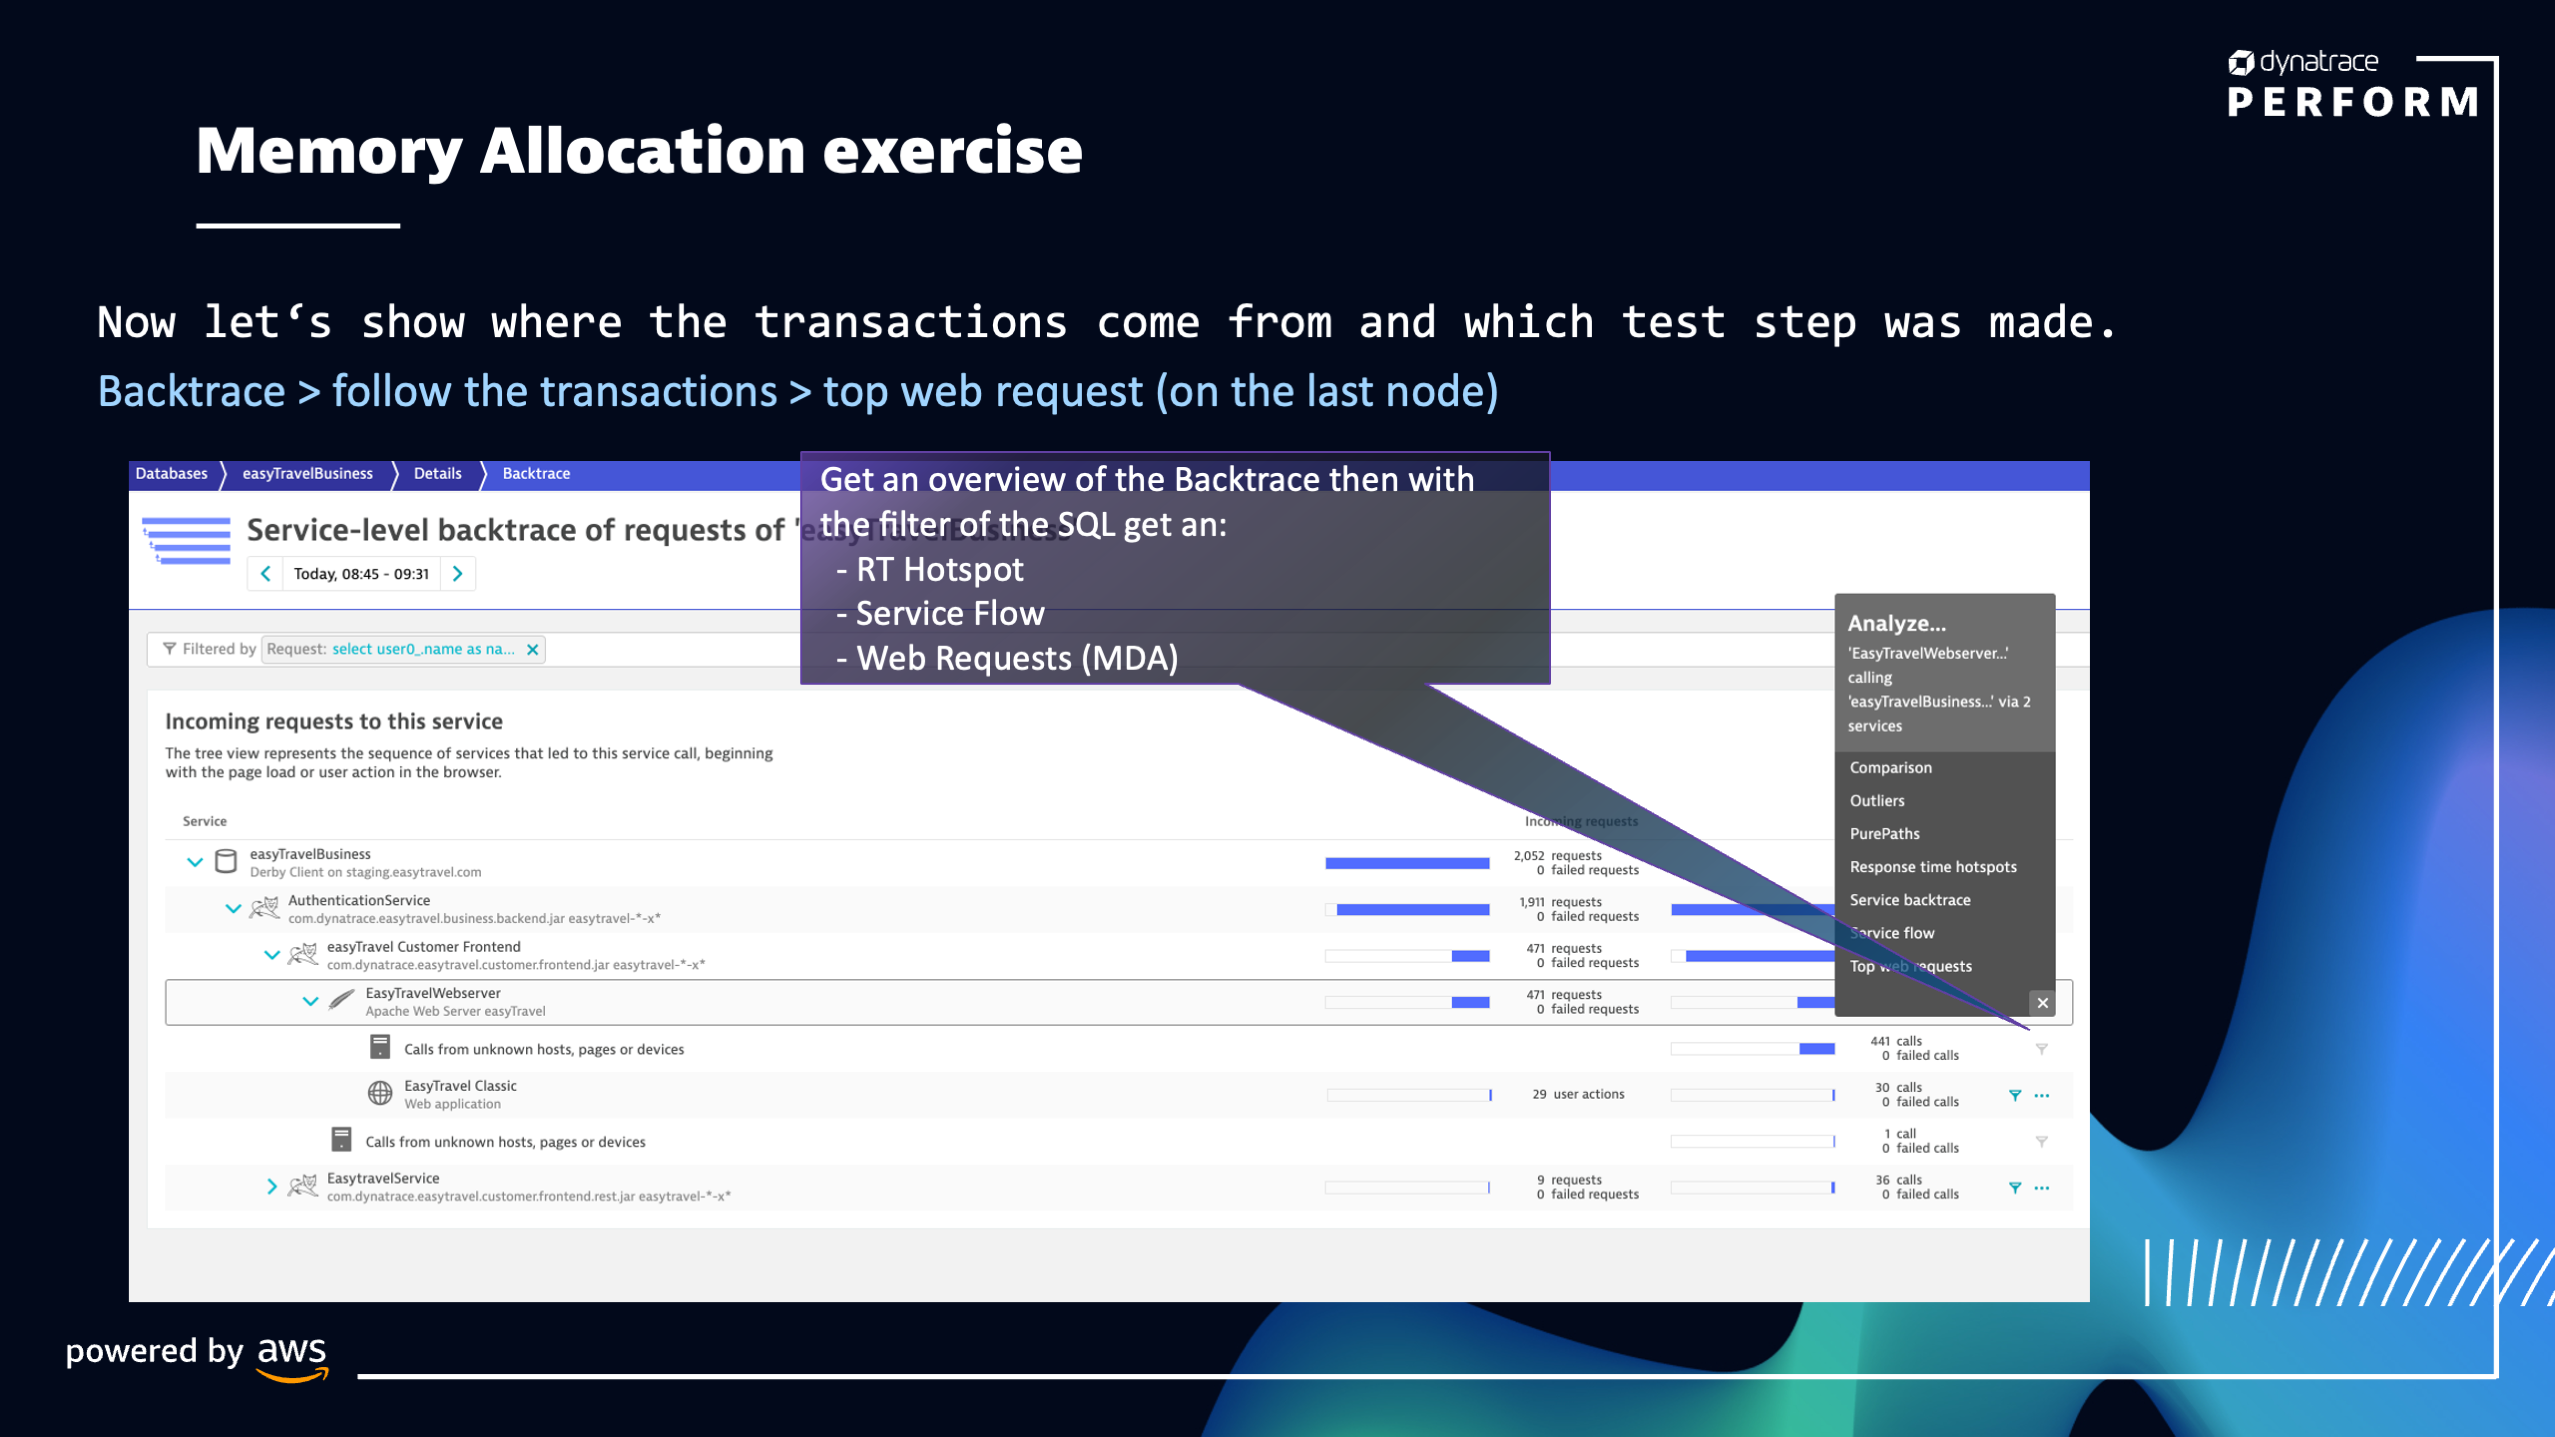 dynatrace
PERFORM
Memory Allocation exercise
Now let‘s show where the transactions come from and which test step was made.
Backtrace > follow the transactions > top web request (on the last node)
Databases easyTravelBusiness Details Backtrace
Service-level backtrace of requests of 'easyTravelBusiness'
Today, 08:45 - 09:31
Get an overview of the Backtrace then with
the filter of the SQL get an:
- RT Hotspot
- Service Flow
- Web Requests (MDA)
Filtered by Request: select user0_.name as na...
Analyze...
'EasyTravelWebserver...'
calling
'easyTravelBusiness...' via 2
services
Comparison
Outliers
PurePaths
Response time hotspots
Service backtrace
Service flow
Top web requests
Incoming requests to this service
The tree view represents the sequence of services that led to this service call, beginning
with the page load or user action in the browser.
Service Incoming requests
easyTravelBusiness
Derby Client on staging.easytravel.com
2,052 requests
0 failed requests
AuthenticationService
com.dynatrace.easytravel.business.backend.jar easytravel-*-x*
1,911 requests
0 failed requests
easyTravel Customer Frontend
com.dynatrace.easytravel.customer.frontend.jar easytravel-*-x*
471 requests
0 failed requests
EasyTravelWebserver
Apache Web Server easyTravel
471 requests
0 failed requests
Calls from unknown hosts, pages or devices
441 calls
0 failed calls
EasyTravel Classic
Web application
29 user actions
30 calls
0 failed calls
Calls from unknown hosts, pages or devices
1 call
0 failed calls
EasytravelService
com.dynatrace.easytravel.customer.frontend.rest.jar easytravel-*-x*
9 requests
0 failed requests
36 calls
0 failed calls
powered by aws